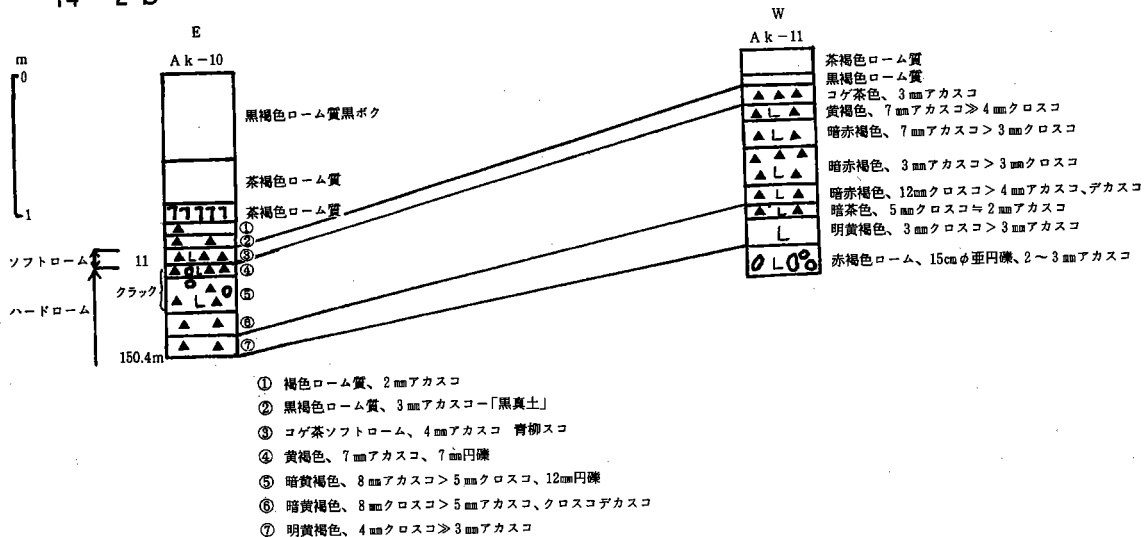 14 2 b
E
Ak-10
m
0
1
黒褐色ローム質黒ボク
茶褐色ローム質
茶褐色ローム質
①
②
③
④
⑤
⑥
⑦
L
L
L
ソフトローム
11
クラック
ハードローム
150.4m
W
Ak-11
茶褐色ローム質
黒褐色ローム質
コゲ茶色、3㎜アカスコ
黄褐色、7㎜アカスコ≫4㎜クロスコ
暗赤褐色、7㎜アカスコ>3㎜クロスコ
暗赤褐色、3㎜アカスコ>3㎜クロスコ
暗赤褐色、12㎜クロスコ>4㎜アカスコ、デカスコ
暗茶色、5㎜クロスコ≒2㎜アカスコ
明黄褐色、3㎜クロスコ>3㎜アカスコ
赤褐色ローム、15㎝φ亜円礫、2～3㎜アカスコ
L
L
L
L
L
L
L
① 褐色ローム質、2㎜アカスコ
② 黒褐色ローム質、3㎜アカスコー「黒真土」
③ コゲ茶ソフトローム、4㎜アカスコ 青柳スコ
④ 黄褐色、7㎜アカスコ、7㎜円礫
⑤ 暗黄褐色、8㎜アカスコ>5㎜クロスコ、12㎜円礫
⑥ 暗黄褐色、8㎜クロスコ>5㎜アカスコ、クロスコデカスコ
⑦ 明黄褐色、4㎜クロスコ≫3㎜アカスコ